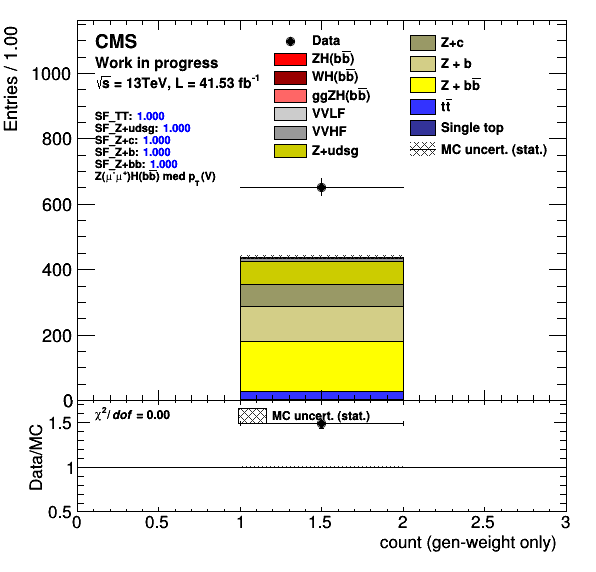 CMS
Work in progress
√s = 13TeV, L = 41.53 fb⁻¹
SF_TT: 1.000
SF_Z+udsg: 1.000
SF_Z+c: 1.000
SF_Z+b: 1.000
SF_Z+bb: 1.000
Z(μ⁻μ⁺)H(bb̅) med p_T(V)
Data
ZH(bb̅)
WH(bb̅)
ggZH(bb̅)
VVLF
VVHF
Z+udsg
Z+c
Z + b
Z + bb̅
tt̅
Single top
MC uncert. (stat.)
Entries / 1.00
1000
800
600
400
200
0
χ²/dof = 0.00
MC uncert. (stat.)
Data/MC
1.5
1
0.5
0 0.5 1 1.5 2 2.5 3
count (gen-weight only)